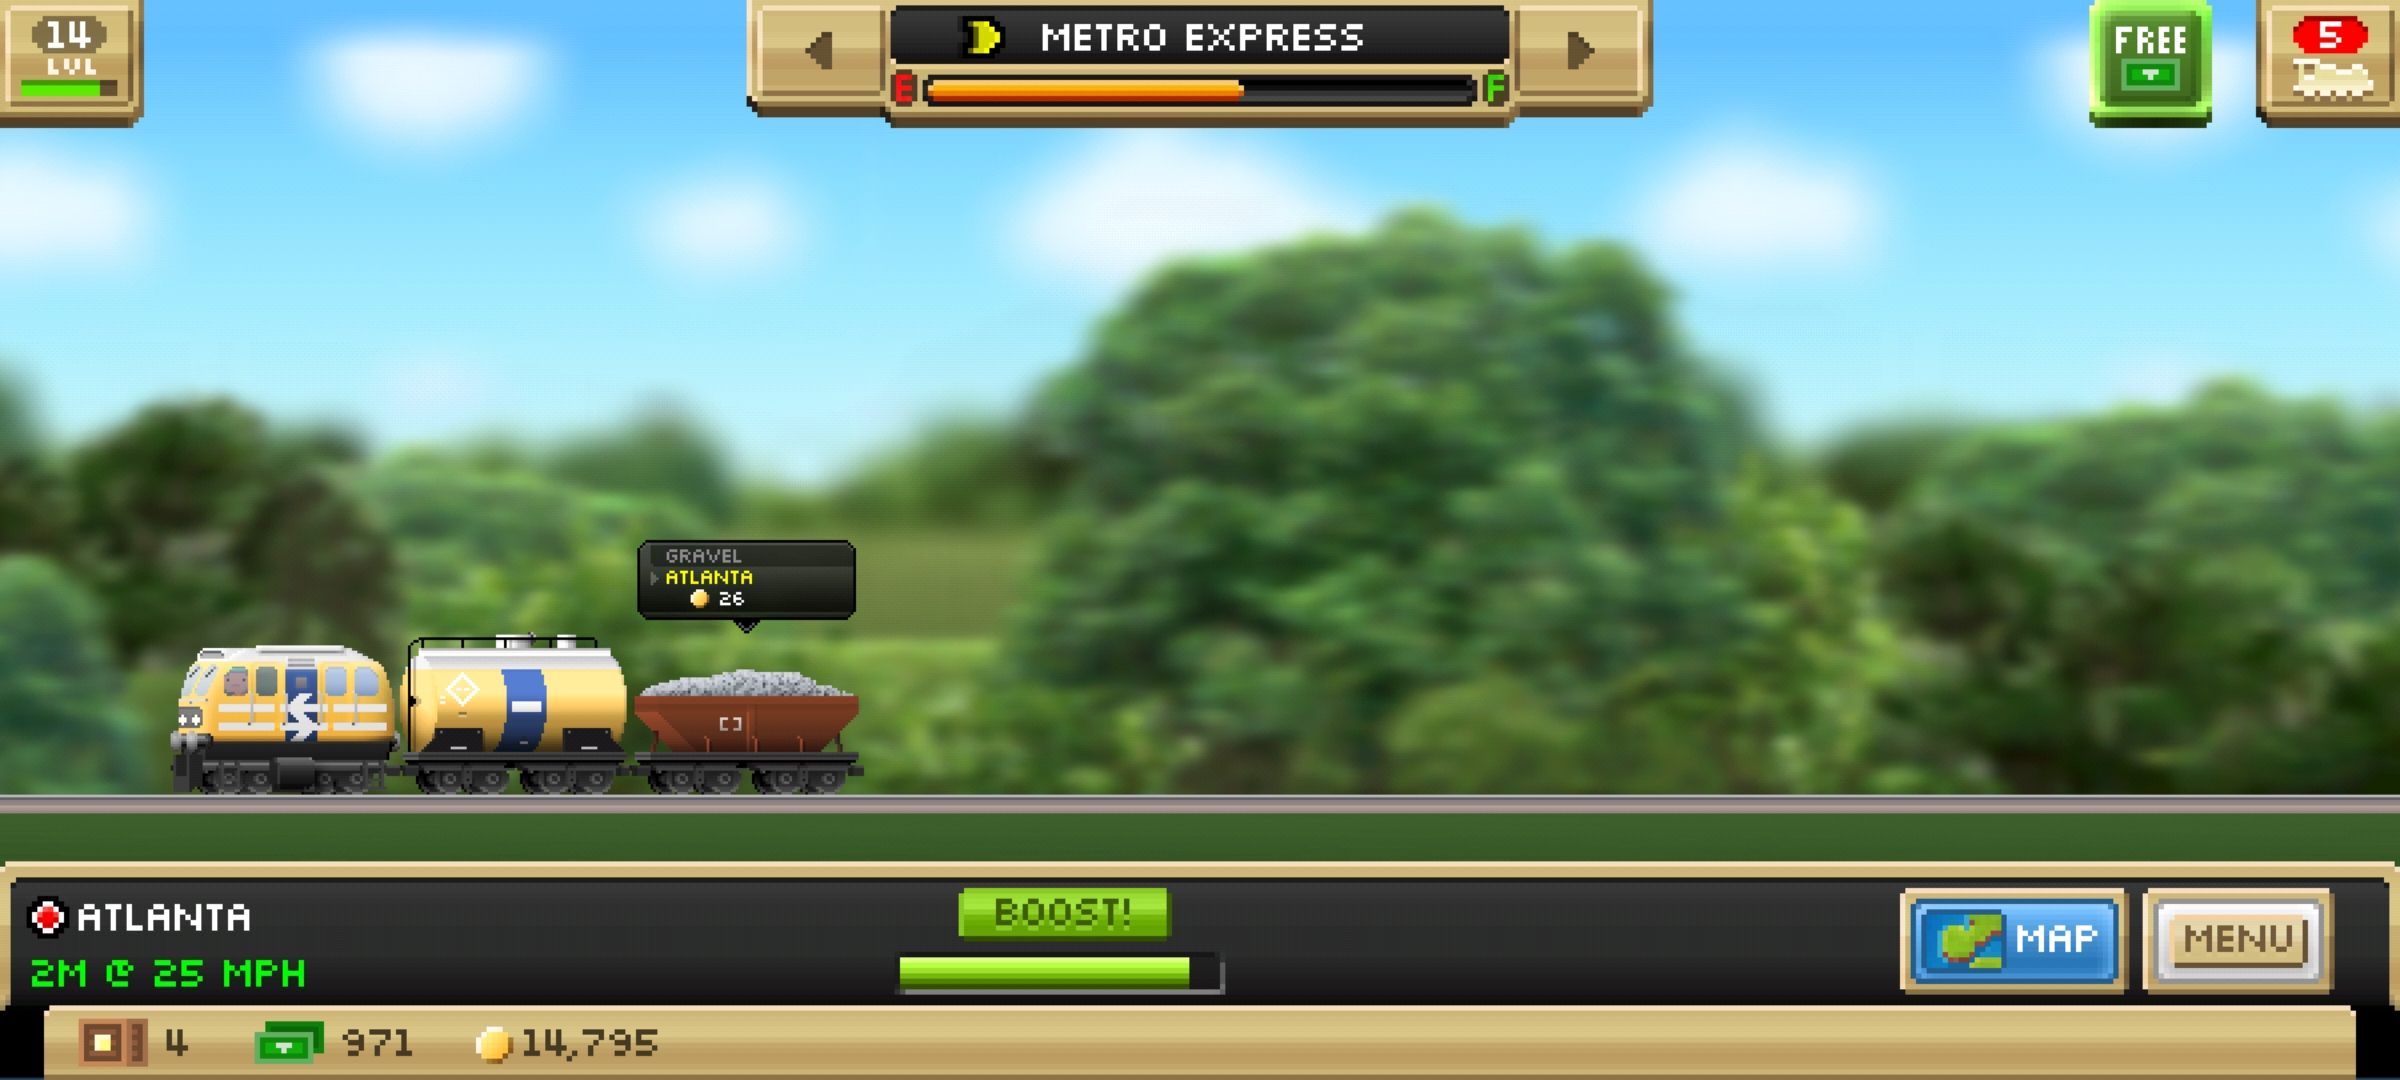 14
LVL
METRO EXPRESS
E
F
FREE
5
GRAVEL
ATLANTA
26
ATLANTA
2M @ 25 MPH
BOOST!
MAP
MENU
4
971
14,795